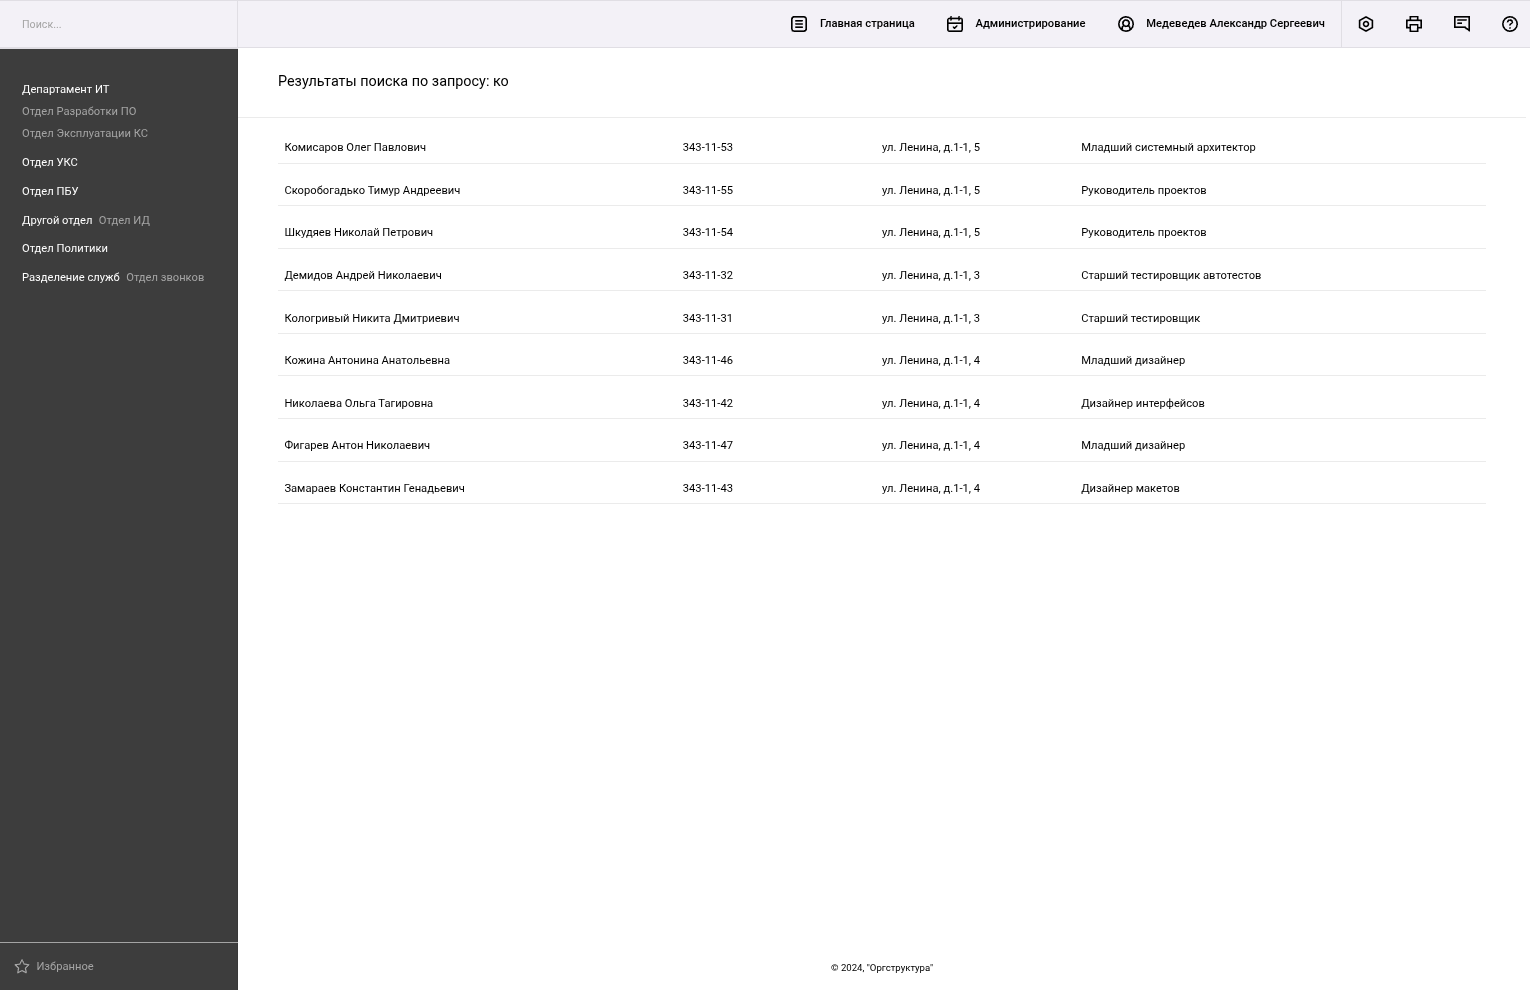 Поиск...
Главная страница
Администрирование
Медеведев Александр Сергеевич
Департамент ИТ
Отдел Разработки ПО
Отдел Эксплуатации КС
Отдел УКС
Отдел ПБУ
Другой отдел Отдел ИД
Отдел Политики
Разделение служб Отдел звонков
Избранное
Результаты поиска по запросу: ко
Комисаров Олег Павлович 343-11-53 ул. Ленина, д.1-1, 5 Младший системный архитектор
Скоробогадько Тимур Андреевич 343-11-55 ул. Ленина, д.1-1, 5 Руководитель проектов
Шкудяев Николай Петрович 343-11-54 ул. Ленина, д.1-1, 5 Руководитель проектов
Демидов Андрей Николаевич 343-11-32 ул. Ленина, д.1-1, 3 Старший тестировщик автотестов
Кологривый Никита Дмитриевич 343-11-31 ул. Ленина, д.1-1, 3 Старший тестировщик
Кожина Антонина Анатольевна 343-11-46 ул. Ленина, д.1-1, 4 Младший дизайнер
Николаева Ольга Тагировна 343-11-42 ул. Ленина, д.1-1, 4 Дизайнер интерфейсов
Фигарев Антон Николаевич 343-11-47 ул. Ленина, д.1-1, 4 Младший дизайнер
Замараев Константин Генадьевич 343-11-43 ул. Ленина, д.1-1, 4 Дизайнер макетов
© 2024, "Оргструктура"